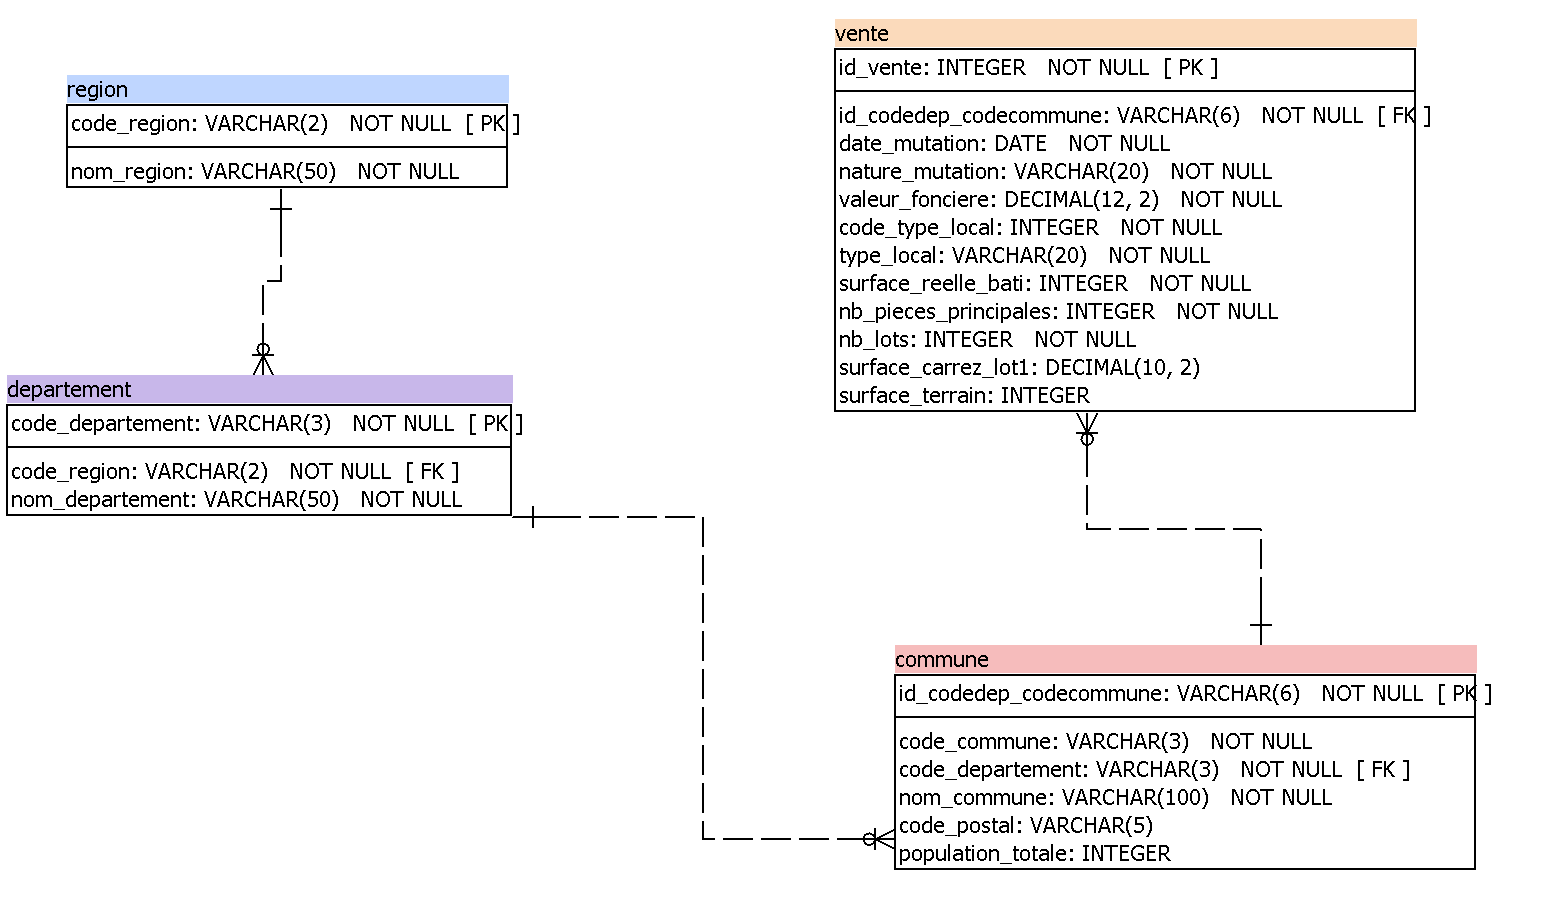 region
code_region: VARCHAR(2) NOT NULL [ PK ]
nom_region: VARCHAR(50) NOT NULL
departement
code_departement: VARCHAR(3) NOT NULL [ PK ]
code_region: VARCHAR(2) NOT NULL [ FK ]
nom_departement: VARCHAR(50) NOT NULL
vente
id_vente: INTEGER NOT NULL [ PK ]
id_codedep_codecommune: VARCHAR(6) NOT NULL [ FK ]
date_mutation: DATE NOT NULL
nature_mutation: VARCHAR(20) NOT NULL
valeur_fonciere: DECIMAL(12, 2) NOT NULL
code_type_local: INTEGER NOT NULL
type_local: VARCHAR(20) NOT NULL
surface_reelle_bati: INTEGER NOT NULL
nb_pieces_principales: INTEGER NOT NULL
nb_lots: INTEGER NOT NULL
surface_carrez_lot1: DECIMAL(10, 2)
surface_terrain: INTEGER
commune
id_codedep_codecommune: VARCHAR(6) NOT NULL [ PK ]
code_commune: VARCHAR(3) NOT NULL
code_departement: VARCHAR(3) NOT NULL [ FK ]
nom_commune: VARCHAR(100) NOT NULL
code_postal: VARCHAR(5)
population_totale: INTEGER